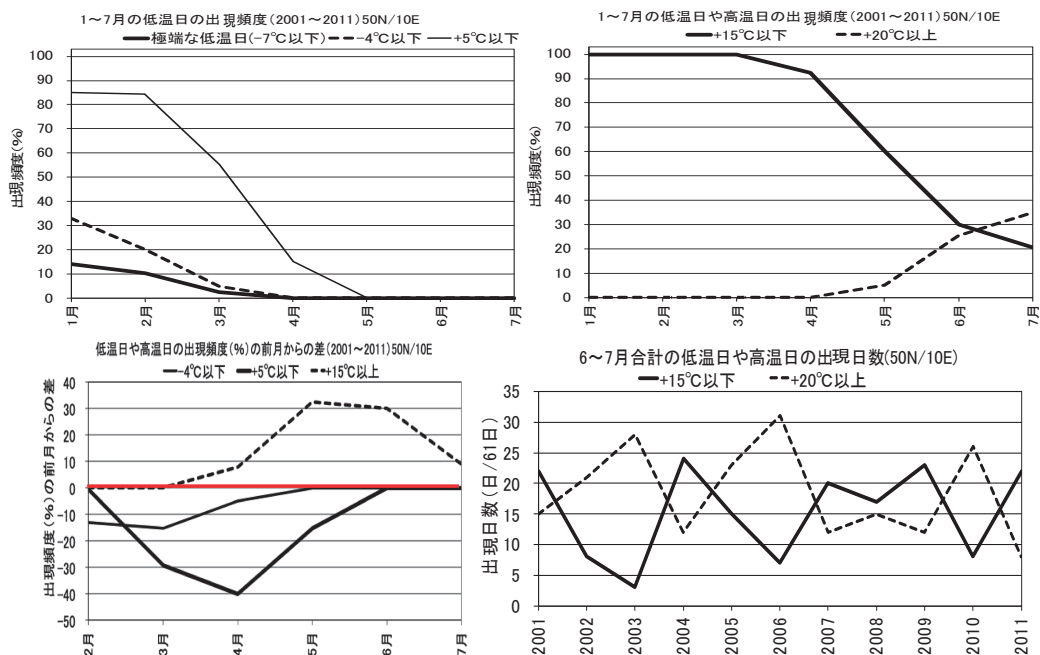 1～7月の低温日の出現頻度(2001～2011)50N/10E
極端な低温日(-7℃以下) -4℃以下 +5℃以下
出現頻度(%)
100
90
80
70
60
50
40
30
20
10
0
1月 2月 3月 4月 5月 6月 7月
1～7月の低温日や高温日の出現頻度(2001～2011)50N/10E
+15℃以下 +20℃以上
出現頻度(%)
100
90
80
70
60
50
40
30
20
10
0
1月 2月 3月 4月 5月 6月 7月
低温日や高温日の出現頻度(%)の前月からの差(2001～2011)50N/10E
-4℃以下 +5℃以下 +15℃以上
出現頻度(%)の前月からの差
40
30
20
10
0
-10
-20
-30
-40
-50
2月 3月 4月 5月 6月 7月
6～7月合計の低温日や高温日の出現日数(50N/10E)
+15℃以下 +20℃以上
出現日数(日/61日)
35
30
25
20
15
10
5
0
2001 2002 2003 2004 2005 2006 2007 2008 2009 2010 2011